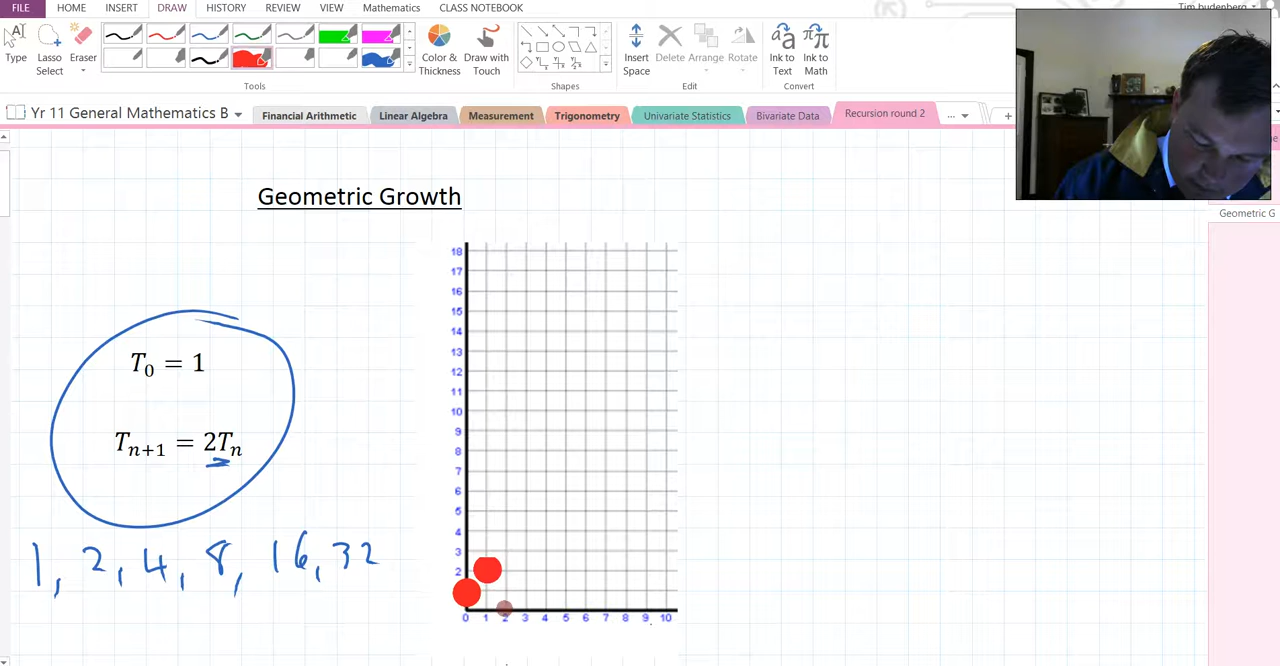 FILE HOME INSERT DRAW HISTORY REVIEW VIEW Mathematics CLASS NOTEBOOK
Type Lasso Select Eraser Color & Thickness Draw with Touch Insert Space Delete Arrange Rotate Ink to Text Ink to Math
Tools Shapes Edit Convert
Yr 11 General Mathematics B Financial Arithmetic Linear Algebra Measurement Trigonometry Univariate Statistics Bivariate Data Recursion round 2 ...
Geometric Growth
Geometric G
T₀ = 1
Tₙ₊₁ = 2Tₙ
1, 2, 4, 8, 16, 32
18
17
16
15
14
13
12
11
10
9
8
7
6
5
4
3
2
0 1 2 3 4 5 6 7 8 9 10